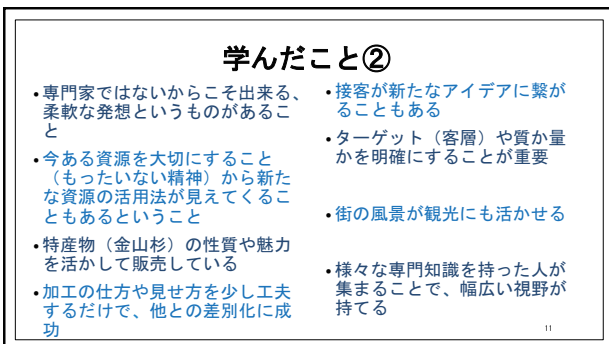 学んだこと②
•専門家ではないからこそ出来る、
柔軟な発想というものがあるこ
と
•今ある資源を大切にすること
（もったいない精神）から新た
な資源の活用法が見えてくるこ
ともあるということ
•特産物（金山杉）の性質や魅力
を活かして販売している
•加工の仕方や見せ方を少し工夫
するだけで、他との差別化に成
功
•接客が新たなアイデアに繋が
ることもある
•ターゲット（客層）や質か量
かを明確にすることが重要
•街の風景が観光にも活かせる
•様々な専門知識を持った人が
集まることで、幅広い視野が
持てる
11